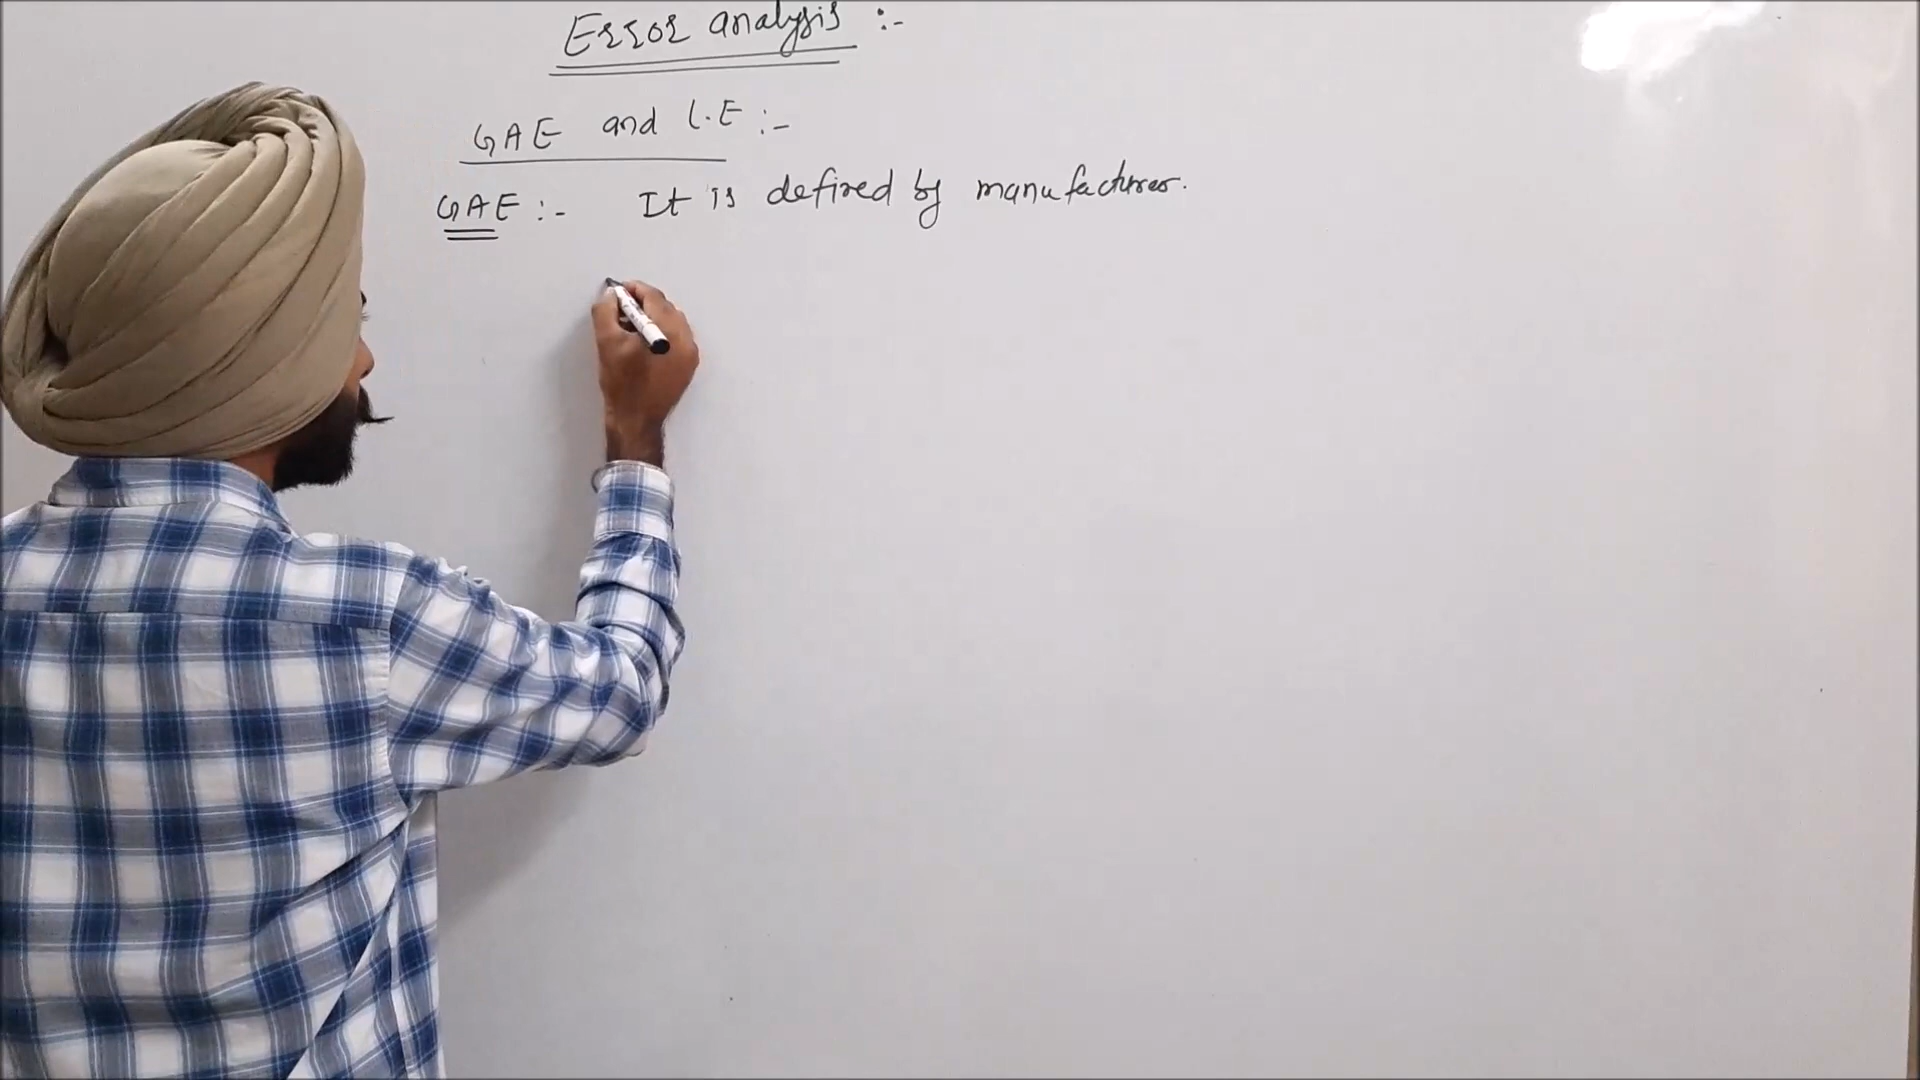 Error analysis :-
GAE and L.E :-
GAE :- It is defined by manufacturer.